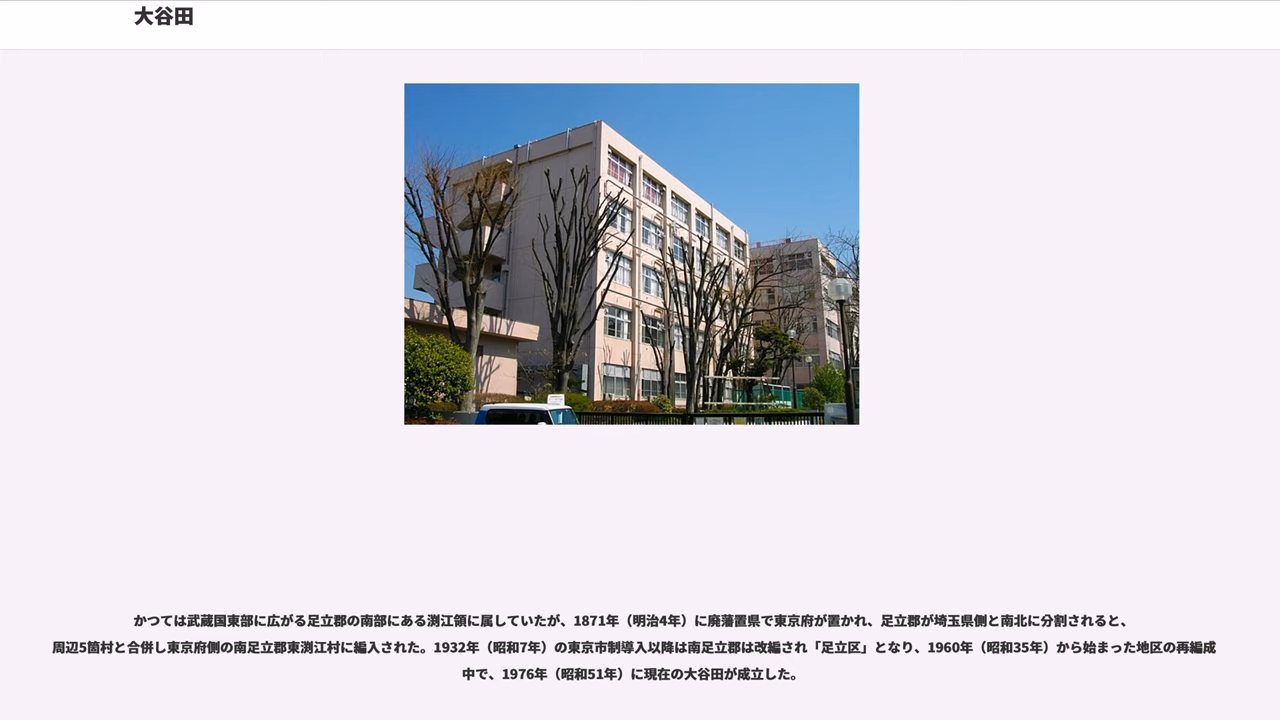 大谷田
かつては武蔵国東部に広がる足立郡の南部にある渕江領に属していたが、1871年（明治4年）に廃藩置県で東京府が置かれ、足立郡が埼玉県側と南北に分割されると、
周辺5箇村と合併し東京府側の南足立郡東渕江村に編入された。1932年（昭和7年）の東京市制導入以降は南足立郡は改編され「足立区」となり、1960年（昭和35年）から始まった地区の再編成
中で、1976年（昭和51年）に現在の大谷田が成立した。